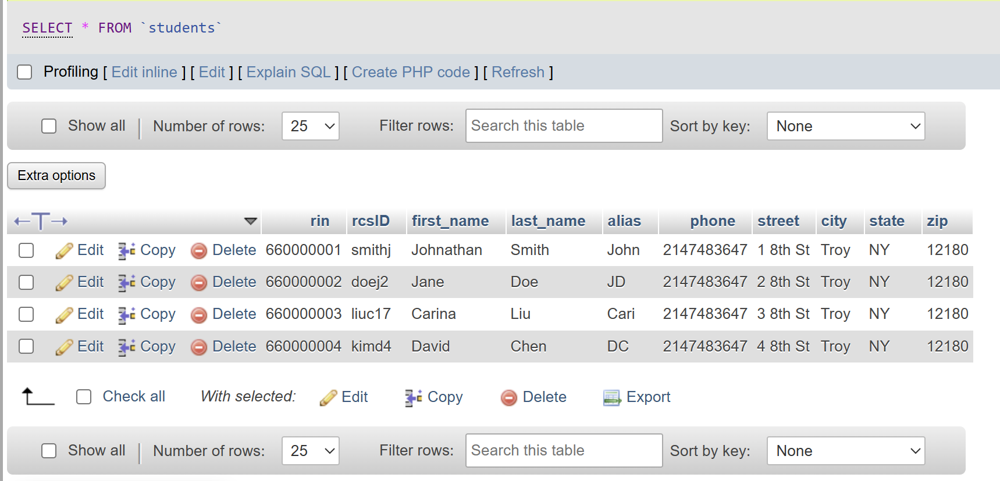 SELECT * FROM `students`
Profiling [ Edit inline ] [ Edit ] [ Explain SQL ] [ Create PHP code ] [ Refresh ]
Show all | Number of rows: 25 Filter rows: Search this table Sort by key: None
Extra options
rin rcsID first_name last_name alias phone street city state zip
Edit Copy Delete 660000001 smithj Johnathan Smith John 2147483647 1 8th St Troy NY 12180
Edit Copy Delete 660000002 doej2 Jane Doe JD 2147483647 2 8th St Troy NY 12180
Edit Copy Delete 660000003 liuc17 Carina Liu Cari 2147483647 3 8th St Troy NY 12180
Edit Copy Delete 660000004 kimd4 David Chen DC 2147483647 4 8th St Troy NY 12180
Check all With selected: Edit Copy Delete Export
Show all | Number of rows: 25 Filter rows: Search this table Sort by key: None